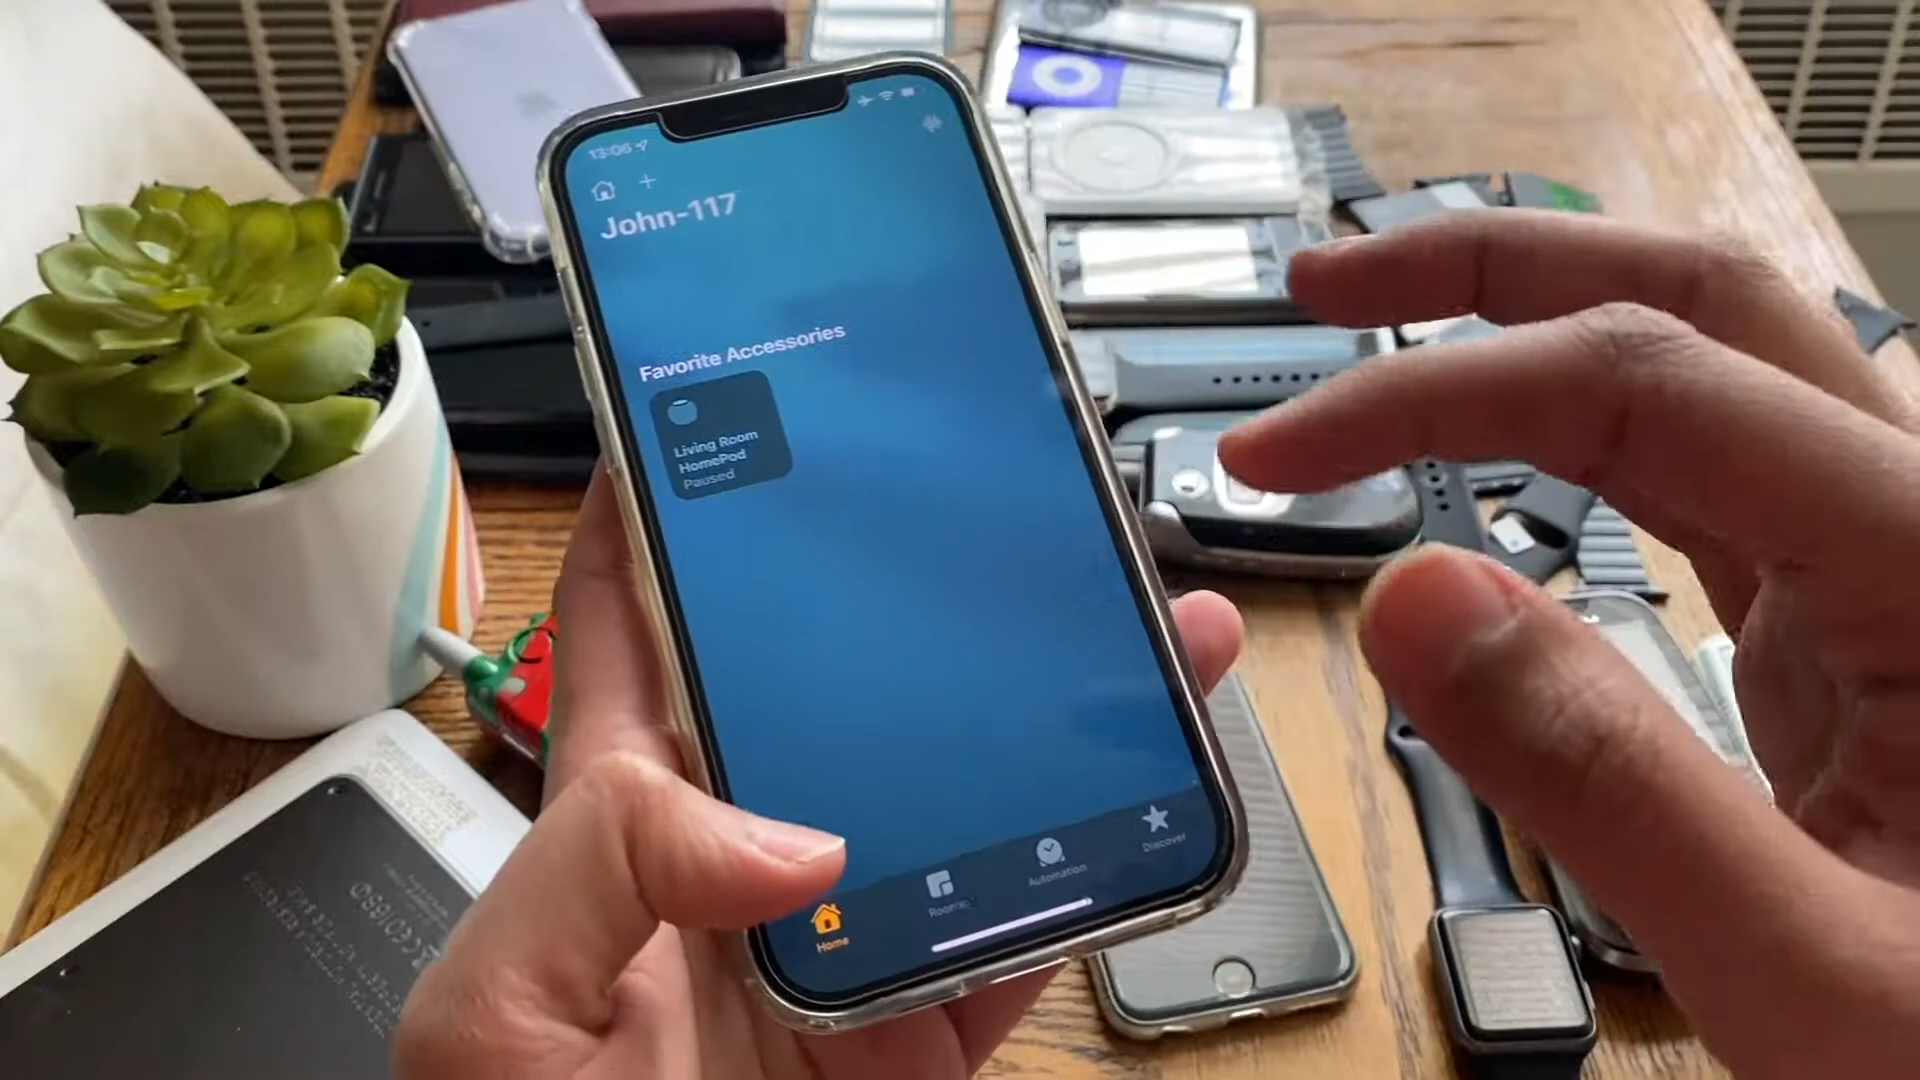 13:06
John-117
Favorite Accessories
Living Room
HomePod
Paused
Home
Rooms
Automation
Discover